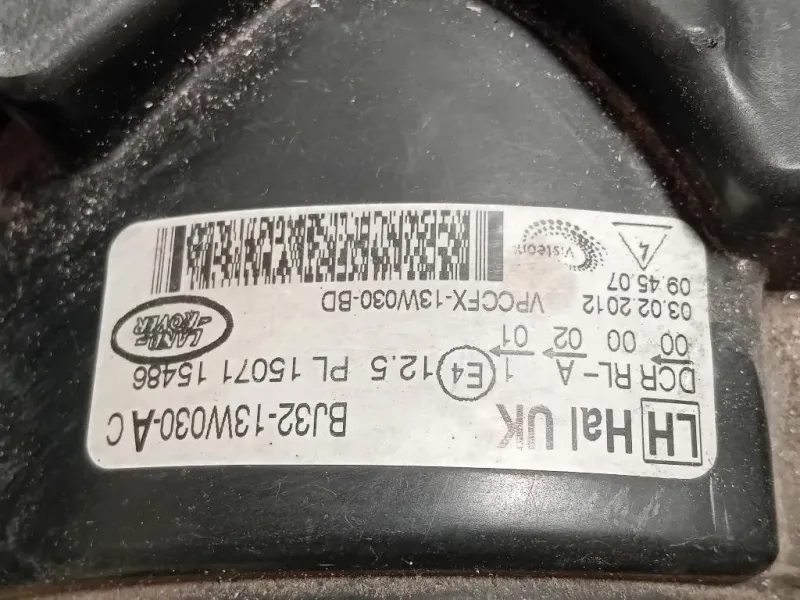 LH Hal UK BJ32-13W030-A C
DCR RL-A 1 E4 12.5 PL 15071 15486
00 00 02 01
LAND-
-ROVER
03.02.2012 VPCCFX-13W030-BD
09.45.07
Visteon